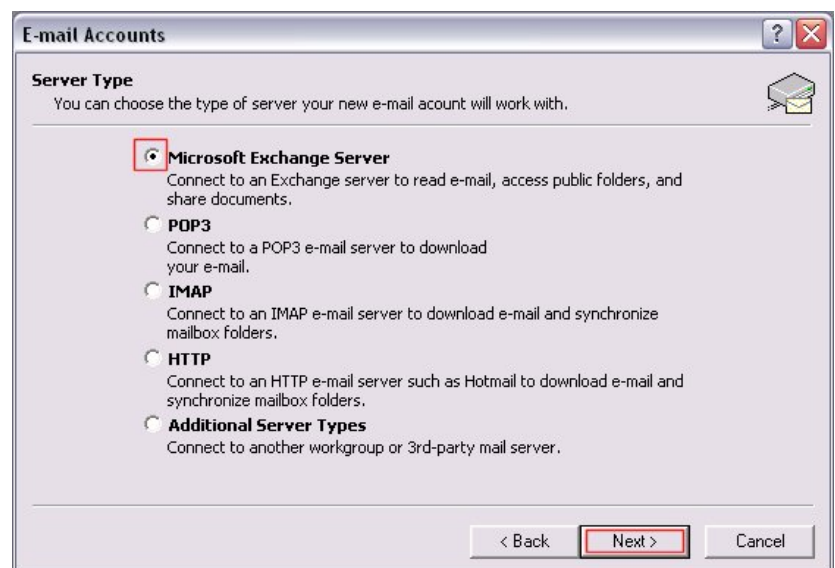 E-mail Accounts
?
Server Type
You can choose the type of server your new e-mail acount will work with.
Microsoft Exchange Server
Connect to an Exchange server to read e-mail, access public folders, and
share documents.
POP3
Connect to a POP3 e-mail server to download
your e-mail.
IMAP
Connect to an IMAP e-mail server to download e-mail and synchronize
mailbox folders.
HTTP
Connect to an HTTP e-mail server such as Hotmail to download e-mail and
synchronize mailbox folders.
Additional Server Types
Connect to another workgroup or 3rd-party mail server.
< Back Next > Cancel